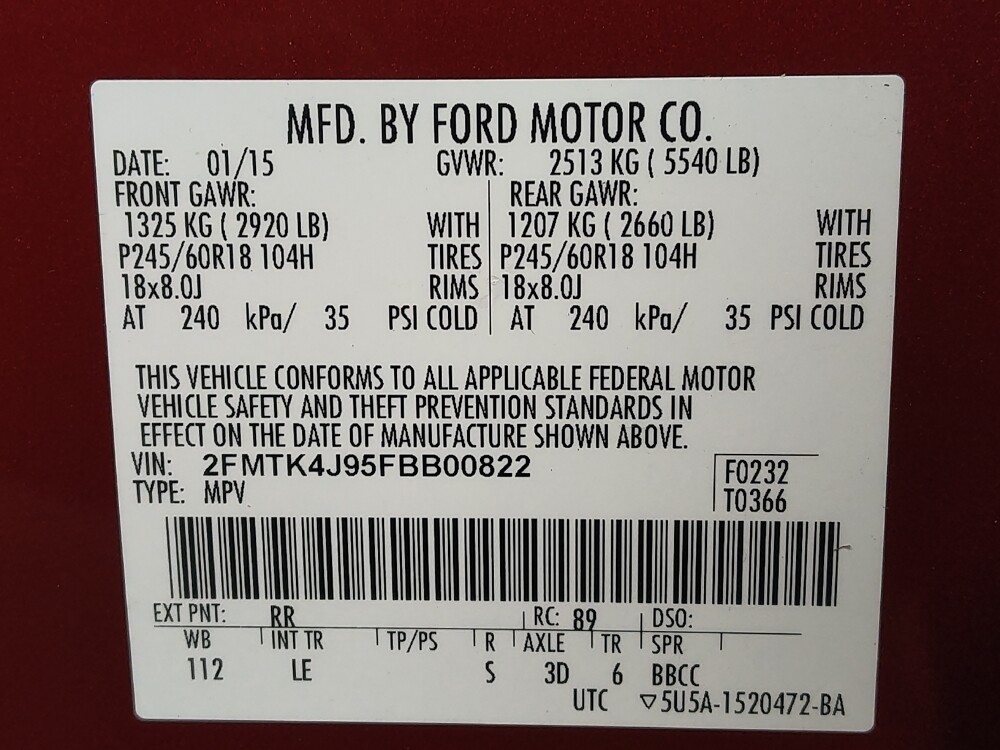 MFD. BY FORD MOTOR CO.
DATE: 01/15 GVWR: 2513 KG ( 5540 LB)
FRONT GAWR: REAR GAWR:
1325 KG ( 2920 LB) WITH 1207 KG ( 2660 LB) WITH
P245/60R18 104H TIRES P245/60R18 104H TIRES
18x8.0J RIMS 18x8.0J RIMS
AT 240 kPa/ 35 PSI COLD AT 240 kPa/ 35 PSI COLD
THIS VEHICLE CONFORMS TO ALL APPLICABLE FEDERAL MOTOR
VEHICLE SAFETY AND THEFT PREVENTION STANDARDS IN
EFFECT ON THE DATE OF MANUFACTURE SHOWN ABOVE.
VIN: 2FMTK4J95FBB00822 F0232
TYPE: MPV T0366
EXT PNT: RR RC: 89 DSO:
WB INT TR TP/PS R AXLE TR SPR
112 LE S 3D 6 BBCC
UTC ▽5U5A-1520472-BA